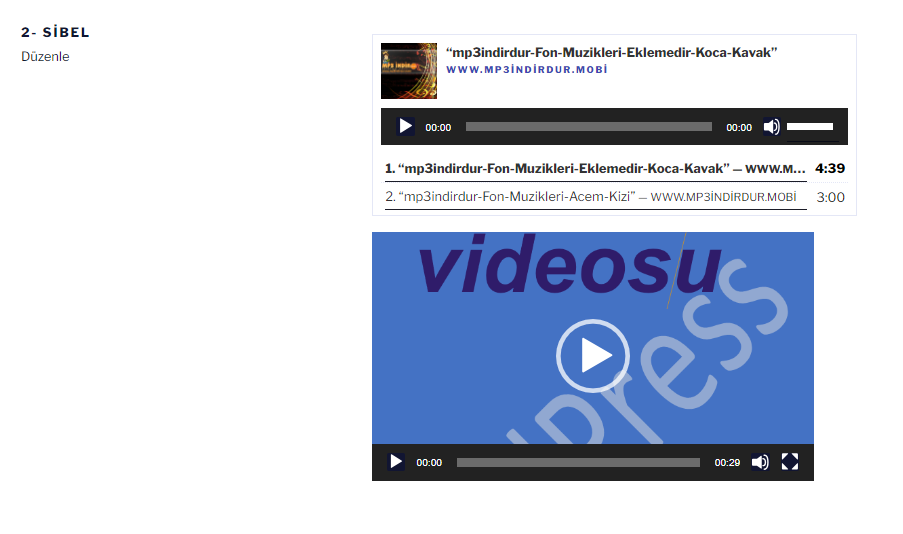 2- SİBEL
Düzenle
“mp3indirdur-Fon-Muzikleri-Eklemedir-Koca-Kavak”
WWW.MP3İNDİRDUR.MOBİ
00:00 00:00
1. “mp3indirdur-Fon-Muzikleri-Eklemedir-Koca-Kavak” — WWW.M... 4:39
2. “mp3indirdur-Fon-Muzikleri-Acem-Kizi” — WWW.MP3İNDİRDUR.MOBİ 3:00
videosu
press
00:00 00:29